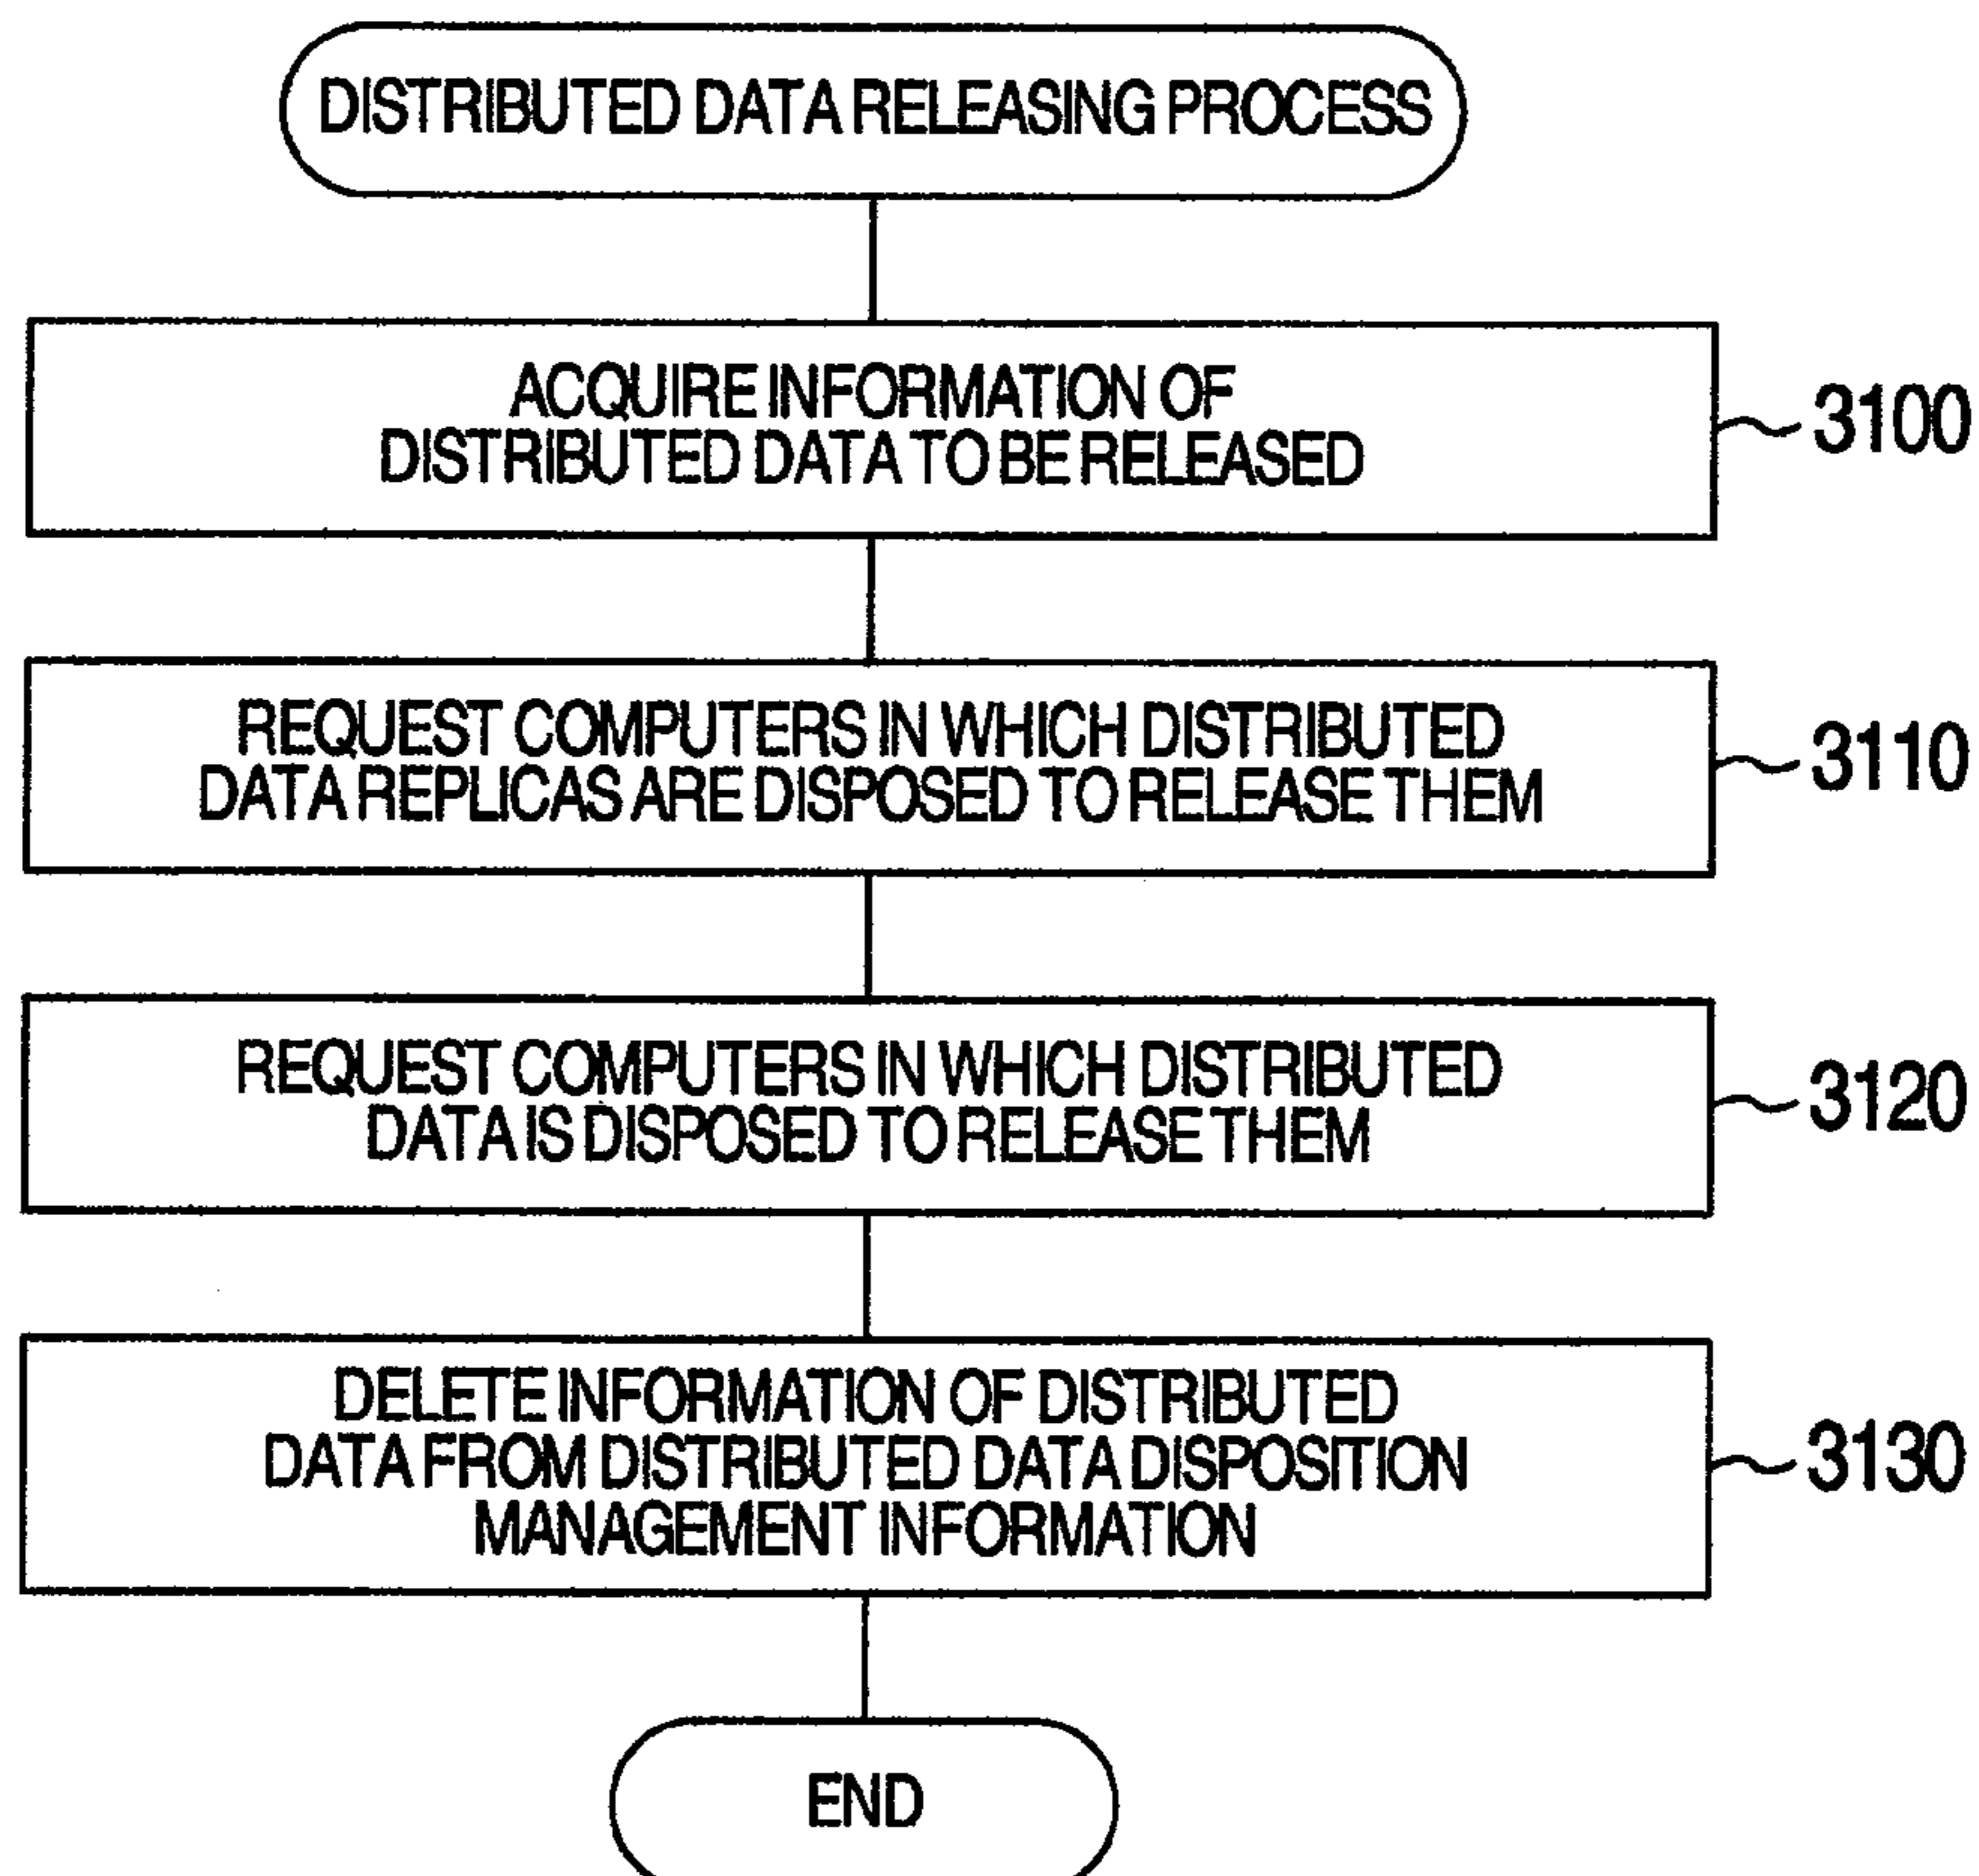 DISTRIBUTED DATA RELEASING PROCESS
ACQUIRE INFORMATION OF
DISTRIBUTED DATA TO BE RELEASED
3100
REQUEST COMPUTERS IN WHICH DISTRIBUTED
DATA REPLICAS ARE DISPOSED TO RELEASE THEM
3110
REQUEST COMPUTERS IN WHICH DISTRIBUTED
DATA IS DISPOSED TO RELEASE THEM
3120
DELETE INFORMATION OF DISTRIBUTED
DATA FROM DISTRIBUTED DATA DISPOSITION
MANAGEMENT INFORMATION
3130
END